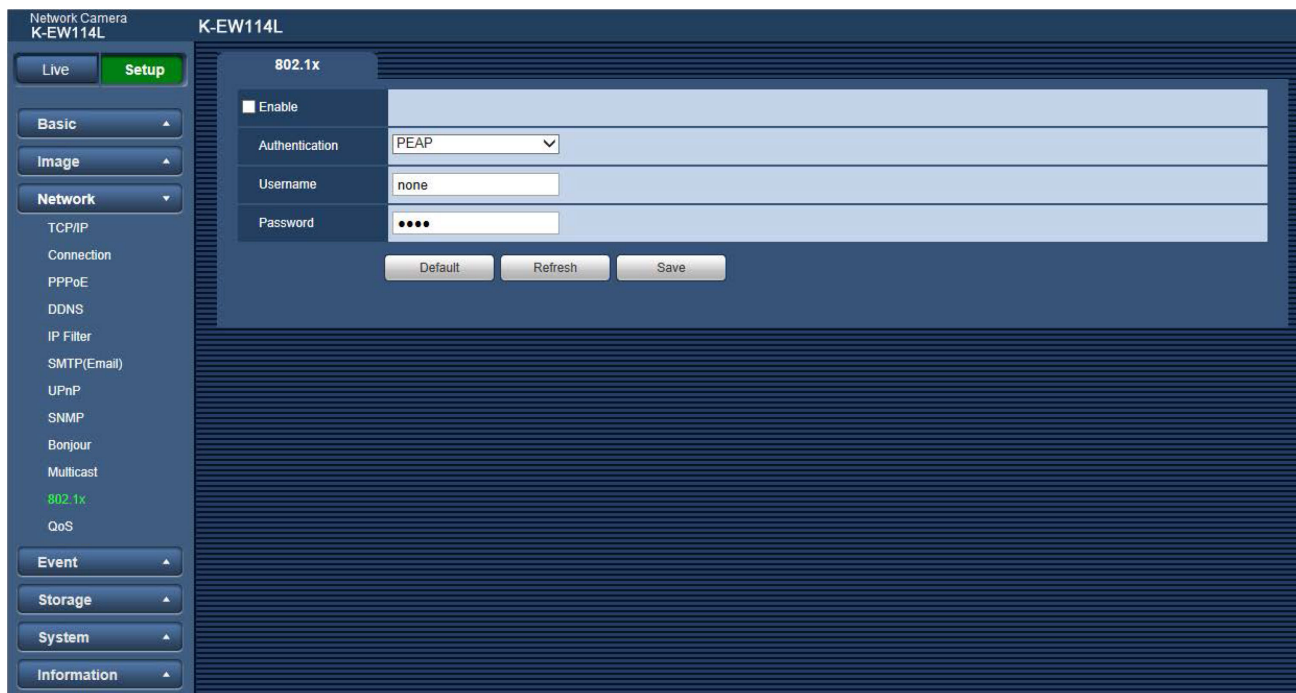 Network Camera
K-EW114L
K-EW114L
Live
Setup
Basic
Image
Network
TCP/IP
Connection
PPPoE
DDNS
IP Filter
SMTP(Email)
UPnP
SNMP
Bonjour
Multicast
802.1x
QoS
Event
Storage
System
Information
802.1x
Enable
Authentication
PEAP
Username
none
Password
••••
Default
Refresh
Save